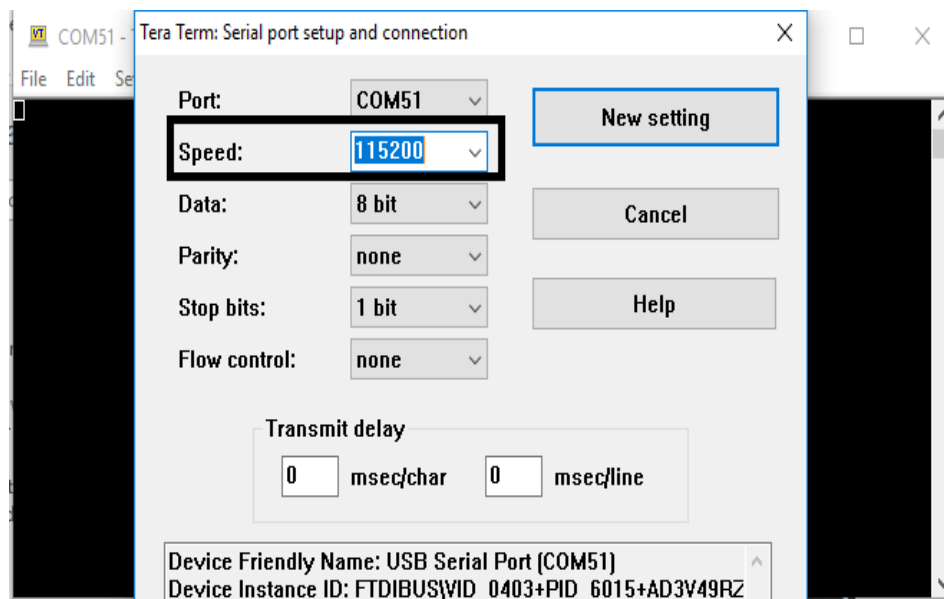 COM51 -
Tera Term: Serial port setup and connection
File Edit Se
Port: COM51
New setting
Speed: 115200
Data: 8 bit
Cancel
Parity: none
Stop bits: 1 bit
Help
Flow control: none
Transmit delay
0 msec/char 0 msec/line
Device Friendly Name: USB Serial Port (COM51)
Device Instance ID: FTDIBUS\VID_0403+PID_6015+AD3V49RZ